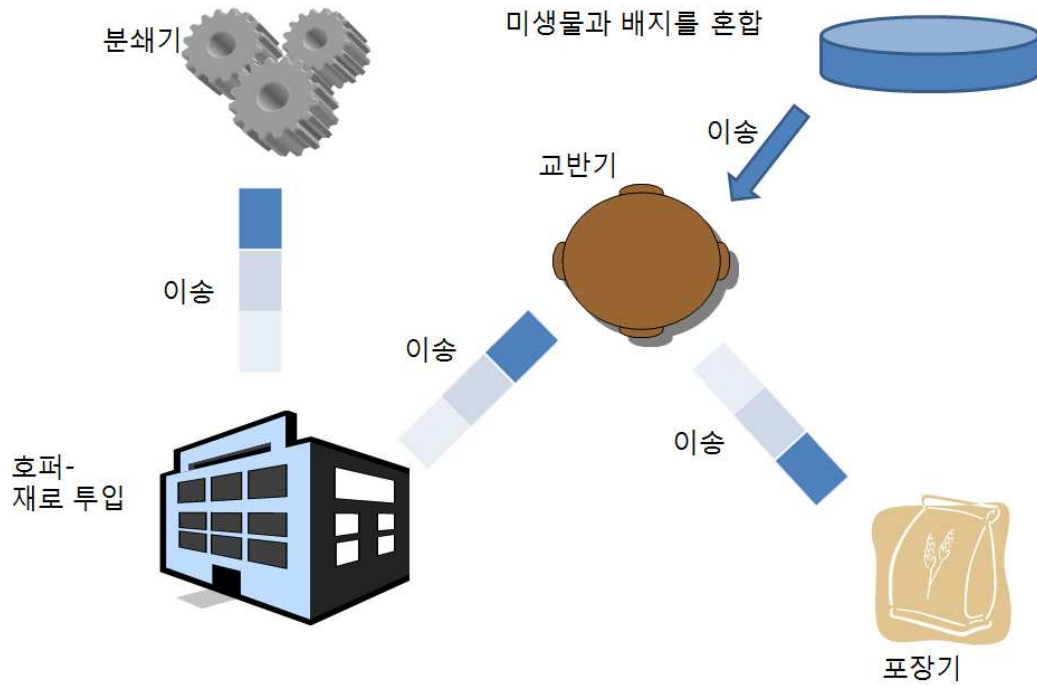 분쇄기
미생물과 배지를 혼합
이송
교반기
이송
이송
이송
호퍼-
재로 투입
포장기